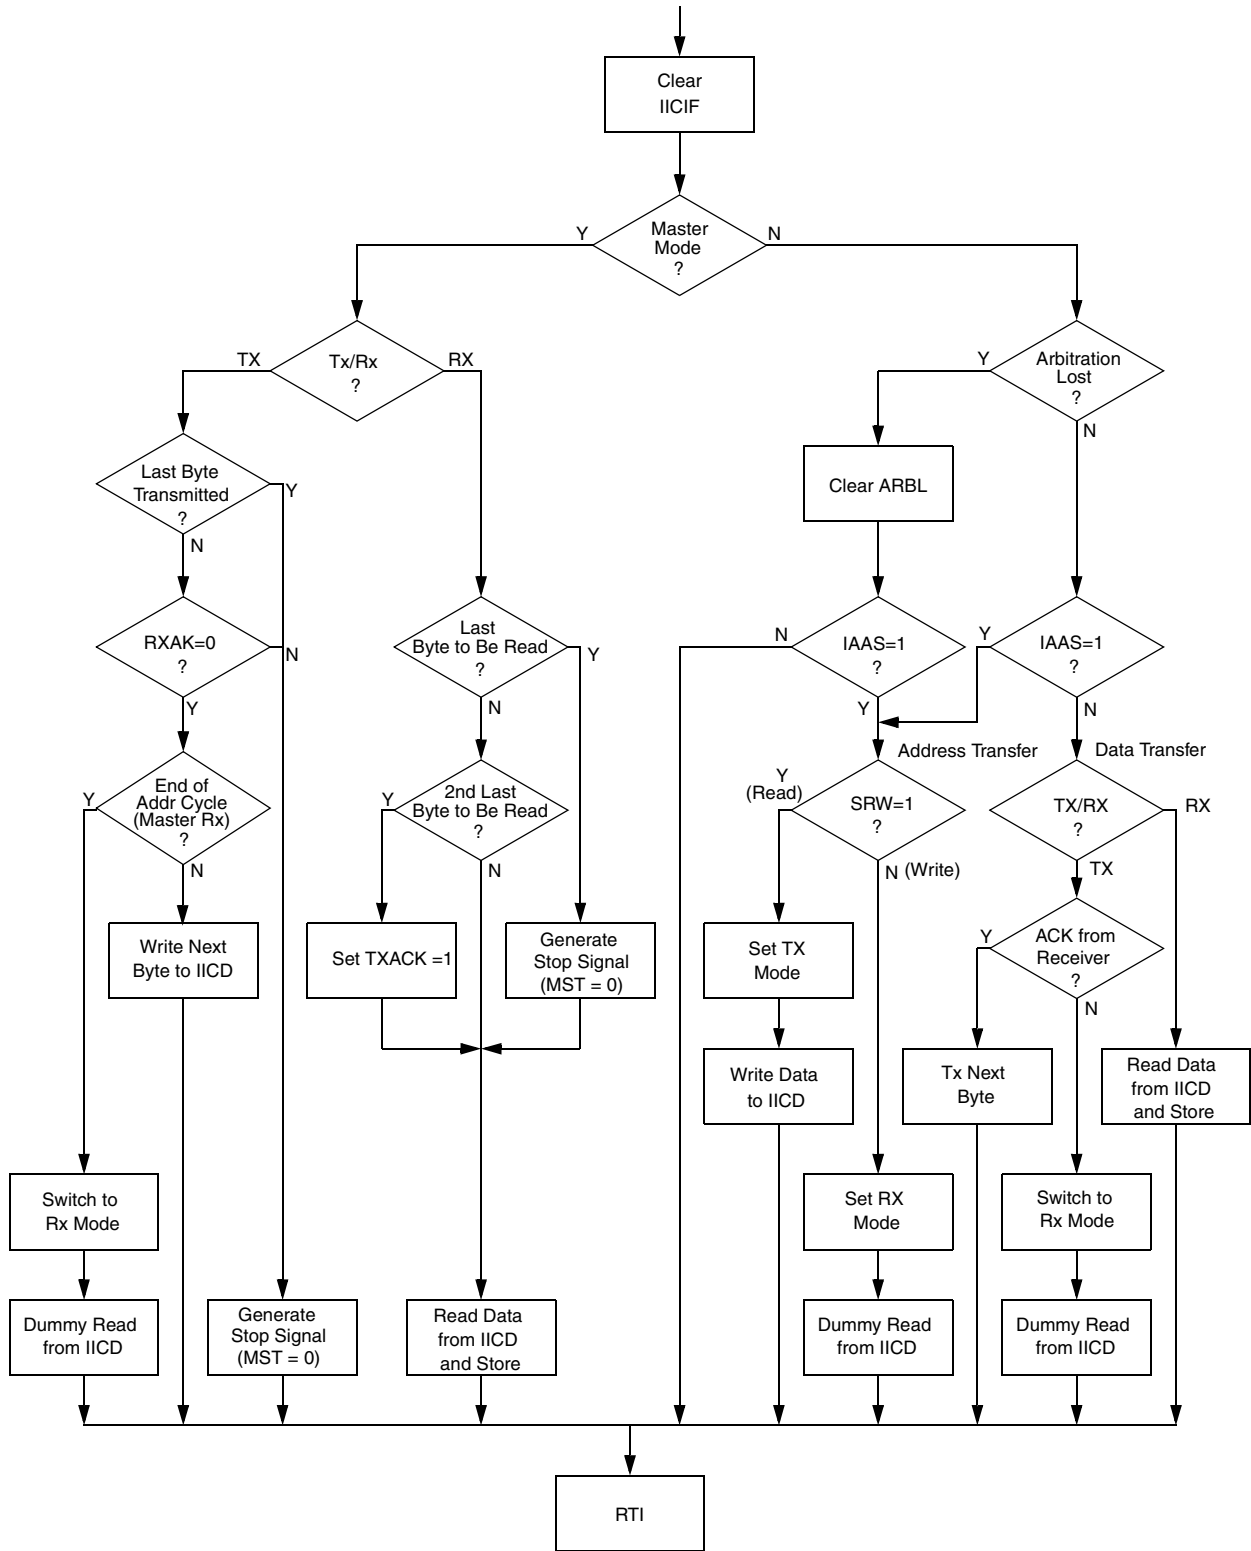 Clear
IICIF
Master
Mode
?
Y
N
Tx/Rx
?
TX
RX
Arbitration
Lost
?
Y
N
Last Byte
Transmitted
?
Y
N
Clear ARBL
RXAK=0
?
N
Y
Last
Byte to Be Read
?
Y
N
IAAS=1
?
N
Y
IAAS=1
?
Y
N
Address Transfer
Data Transfer
End of
Addr Cycle
(Master Rx)
?
Y
N
2nd Last
Byte to Be Read
?
Y
N
Y
(Read)
SRW=1
?
N (Write)
TX/RX
?
RX
TX
Write Next
Byte to IICD
Set TXACK =1
Generate
Stop Signal
(MST = 0)
Set TX
Mode
ACK from
Receiver
?
Y
N
Write Data
to IICD
Tx Next
Byte
Read Data
from IICD
and Store
Switch to
Rx Mode
Set RX
Mode
Switch to
Rx Mode
Dummy Read
from IICD
Generate
Stop Signal
(MST = 0)
Read Data
from IICD
and Store
Dummy Read
from IICD
Dummy Read
from IICD
RTI